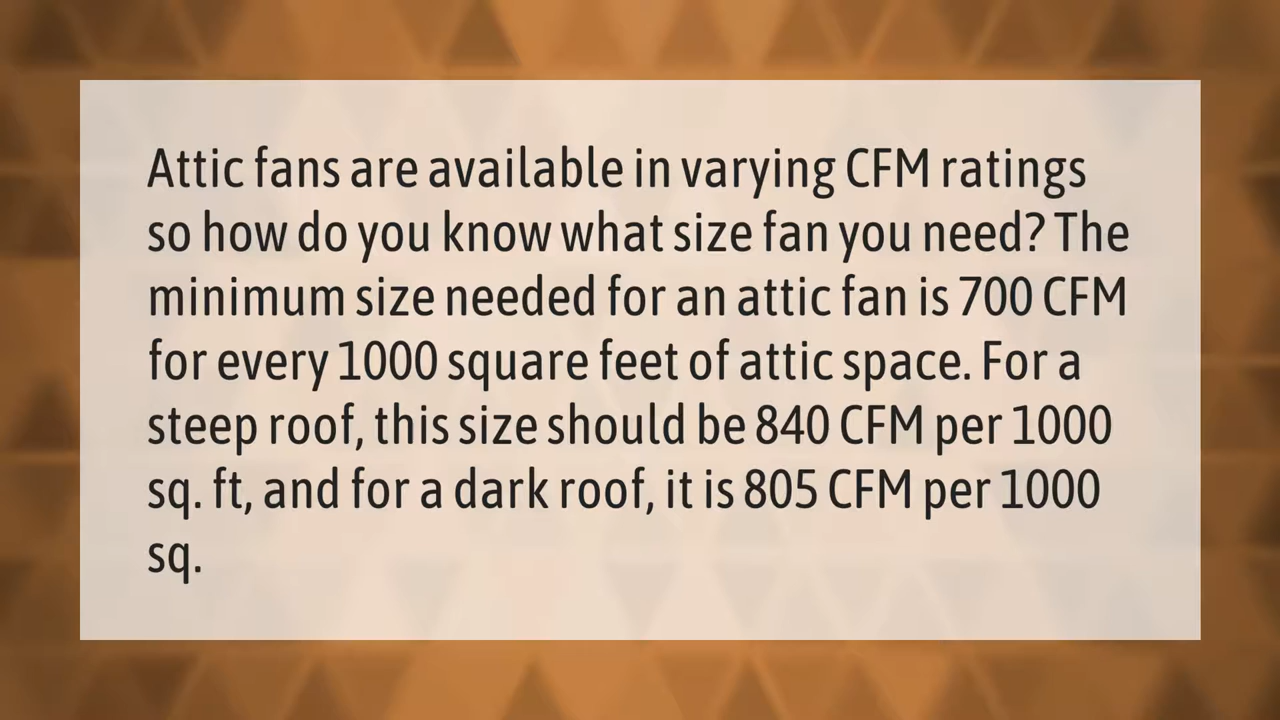 Attic fans are available in varying CFM ratings
so how do you know what size fan you need? The
minimum size needed for an attic fan is 700 CFM
for every 1000 square feet of attic space. For a
steep roof, this size should be 840 CFM per 1000
sq. ft, and for a dark roof, it is 805 CFM per 1000
sq.